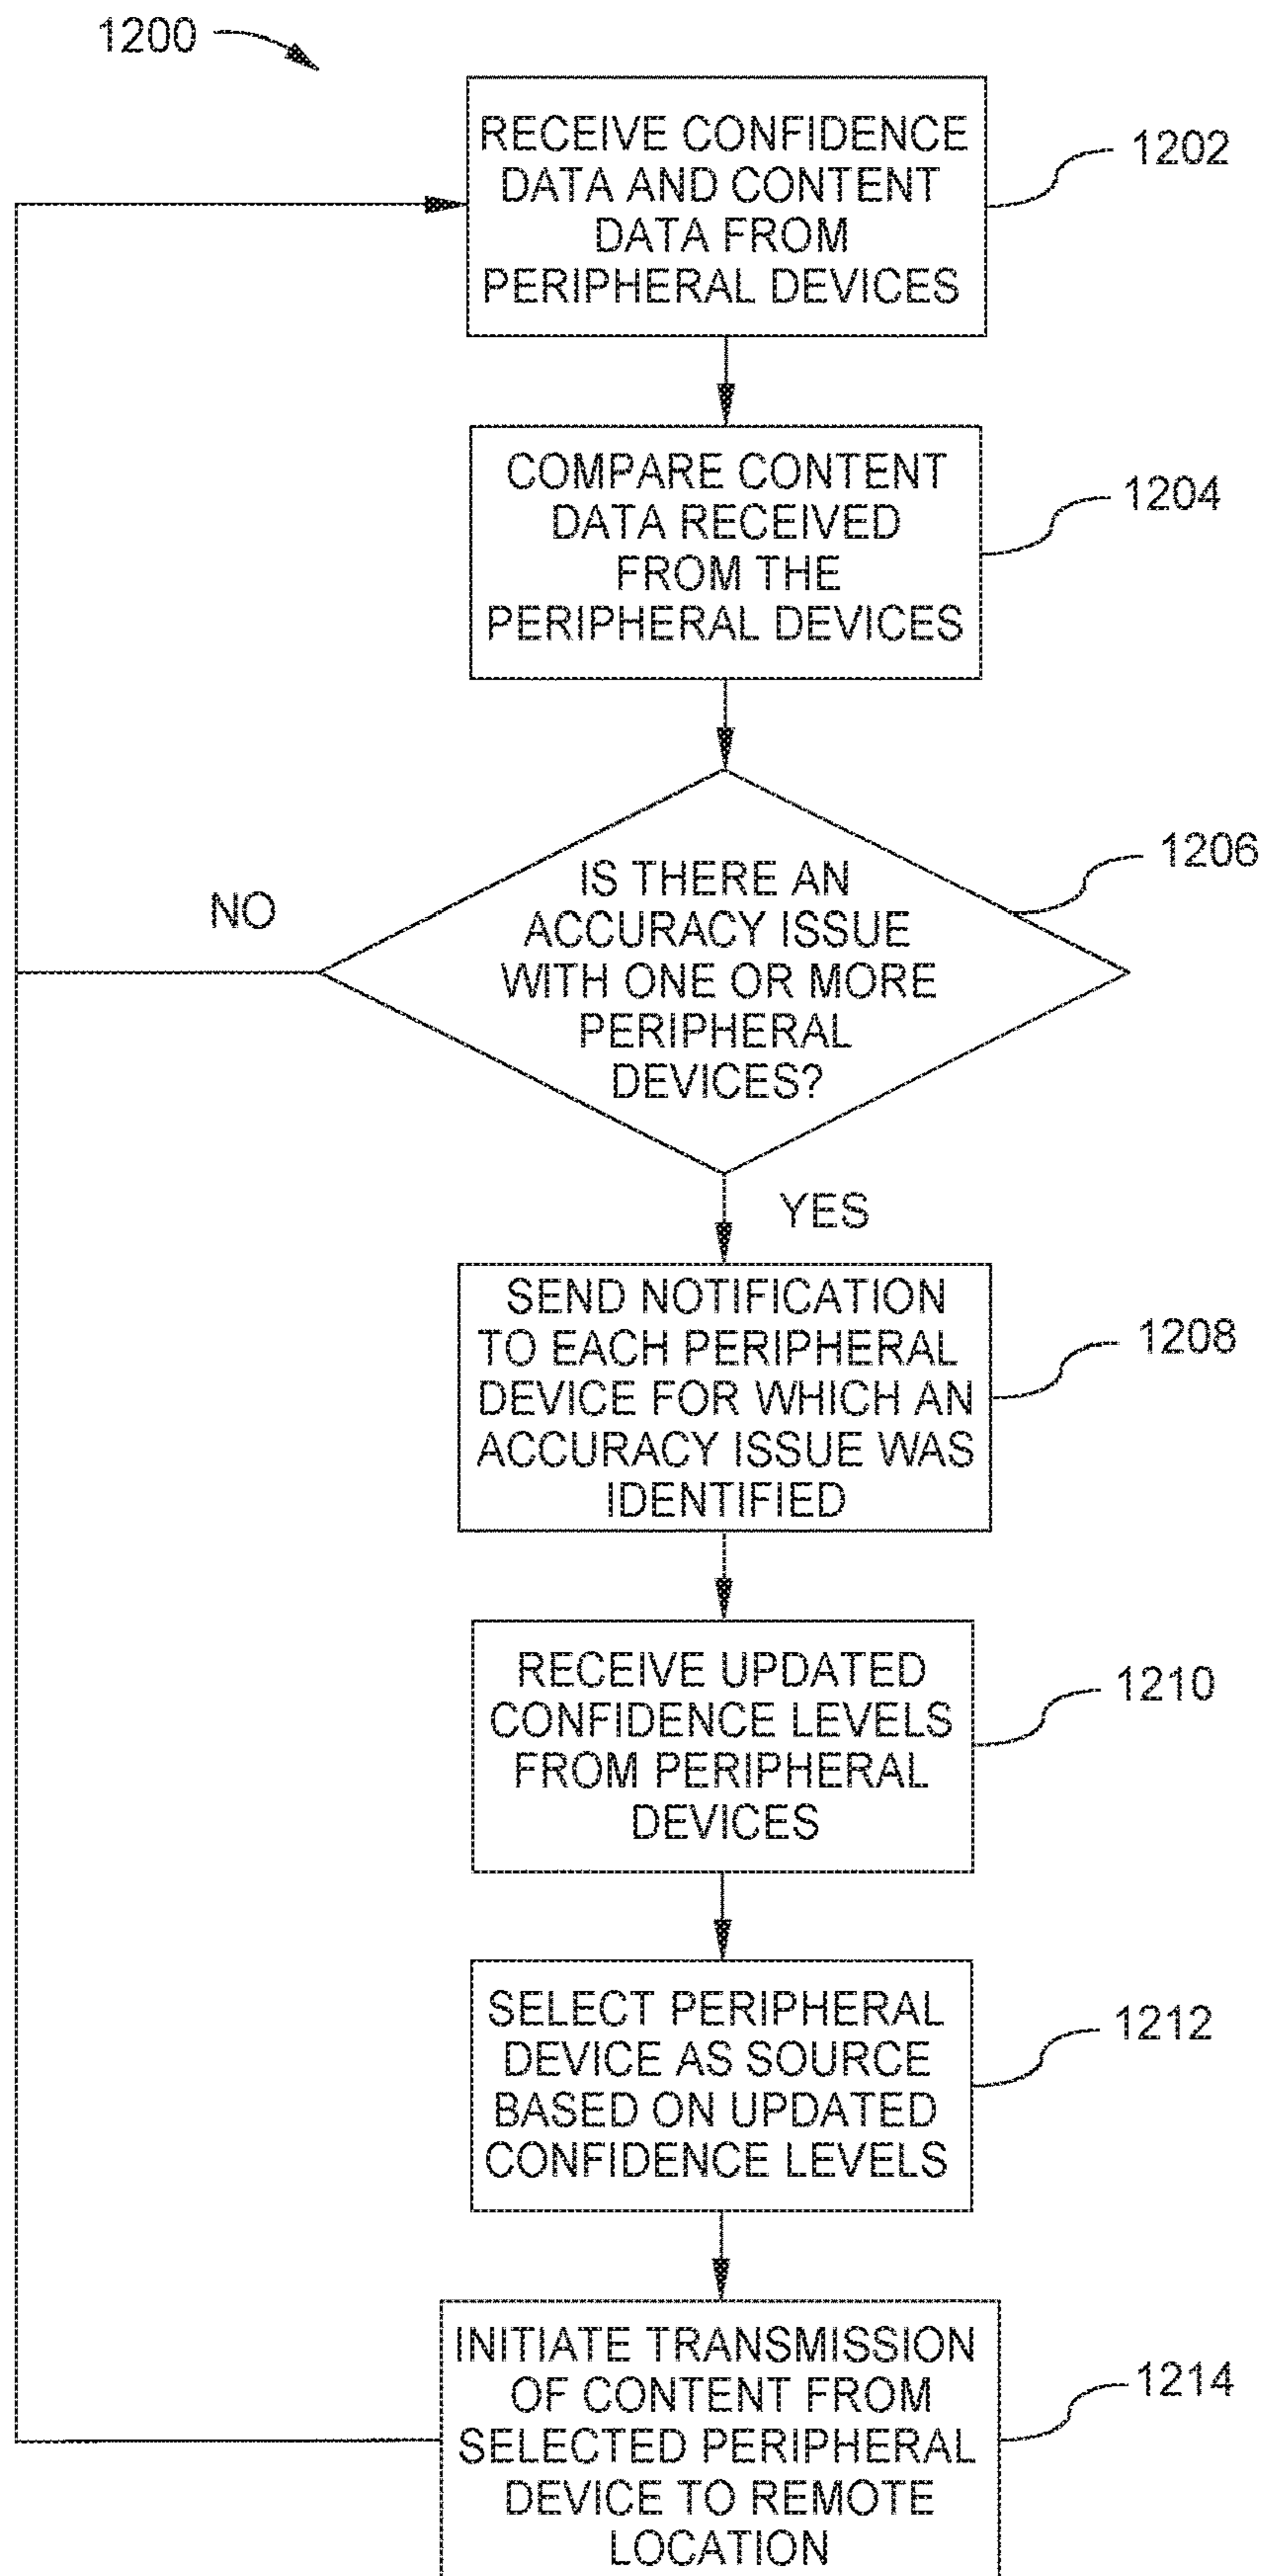 1200
RECEIVE CONFIDENCE
DATA AND CONTENT
DATA FROM
PERIPHERAL DEVICES
1202
COMPARE CONTENT
DATA RECEIVED
FROM THE
PERIPHERAL DEVICES
1204
IS THERE AN
ACCURACY ISSUE
WITH ONE OR MORE
PERIPHERAL
DEVICES?
1206
NO
YES
SEND NOTIFICATION
TO EACH PERIPHERAL
DEVICE FOR WHICH AN
ACCURACY ISSUE WAS
IDENTIFIED
1208
RECEIVE UPDATED
CONFIDENCE LEVELS
FROM PERIPHERAL
DEVICES
1210
SELECT PERIPHERAL
DEVICE AS SOURCE
BASED ON UPDATED
CONFIDENCE LEVELS
1212
INITIATE TRANSMISSION
OF CONTENT FROM
SELECTED PERIPHERAL
DEVICE TO REMOTE
LOCATION
1214